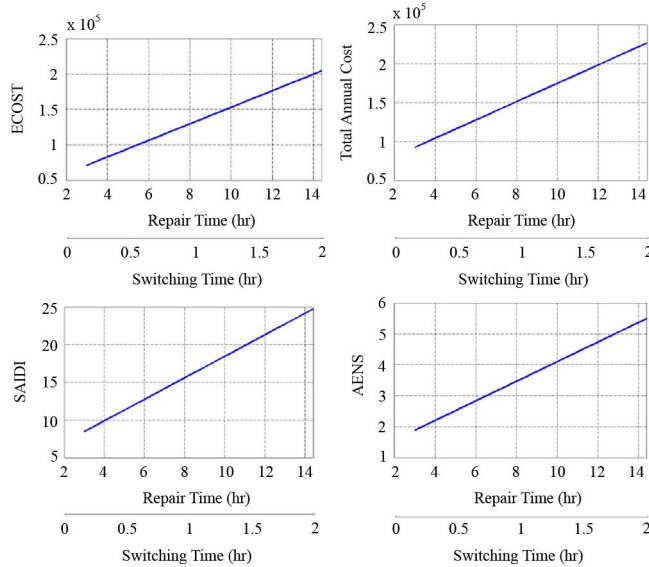 x 10⁵
2.5
2
1.5
1
0.5
ECOST
2 4 6 8 10 12 14
Repair Time (hr)
0 0.5 1 1.5 2
Switching Time (hr)
x 10⁵
2.5
2
1.5
1
0.5
Total Annual Cost
2 4 6 8 10 12 14
Repair Time (hr)
0 0.5 1 1.5 2
Switching Time (hr)
25
20
15
10
5
SAIDI
2 4 6 8 10 12 14
Repair Time (hr)
0 0.5 1 1.5 2
Switching Time (hr)
6
5
4
3
2
1
AENS
2 4 6 8 10 12 14
Repair Time (hr)
0 0.5 1 1.5 2
Switching Time (hr)